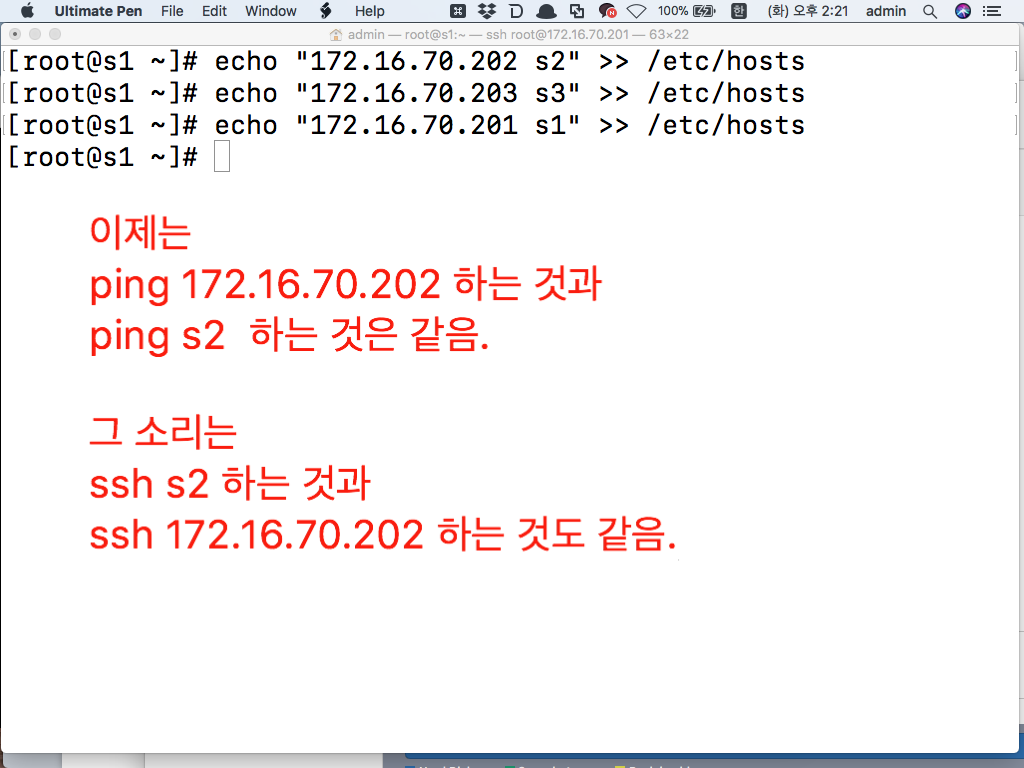 Ultimate Pen File Edit Window Help 100% 한 (화) 오후 2:21 admin
admin — root@s1:~ — ssh root@172.16.70.201 — 63×22
[root@s1 ~]# echo "172.16.70.202 s2" >> /etc/hosts
[root@s1 ~]# echo "172.16.70.203 s3" >> /etc/hosts
[root@s1 ~]# echo "172.16.70.201 s1" >> /etc/hosts
[root@s1 ~]#
이제는
ping 172.16.70.202 하는 것과
ping s2 하는 것은 같음.
그 소리는
ssh s2 하는 것과
ssh 172.16.70.202 하는 것도 같음.